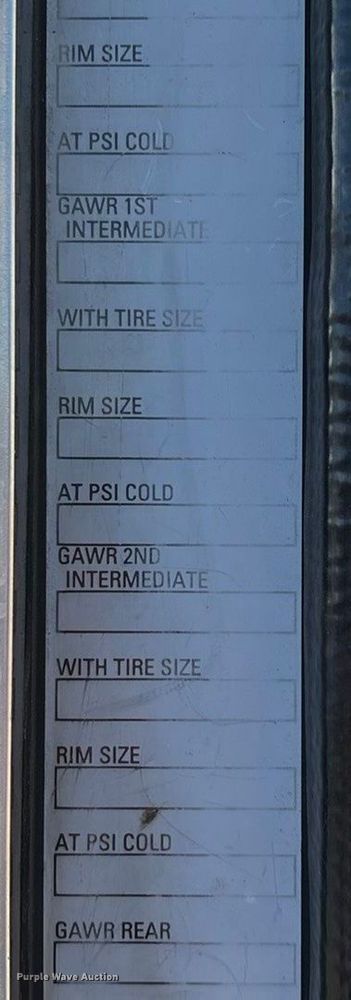 RIM SIZE
AT PSI COLD
GAWR 1ST
INTERMEDIATE
WITH TIRE SIZE
RIM SIZE
AT PSI COLD
GAWR 2ND
INTERMEDIATE
WITH TIRE SIZE
RIM SIZE
AT PSI COLD
GAWR REAR
Purple Wave Auction